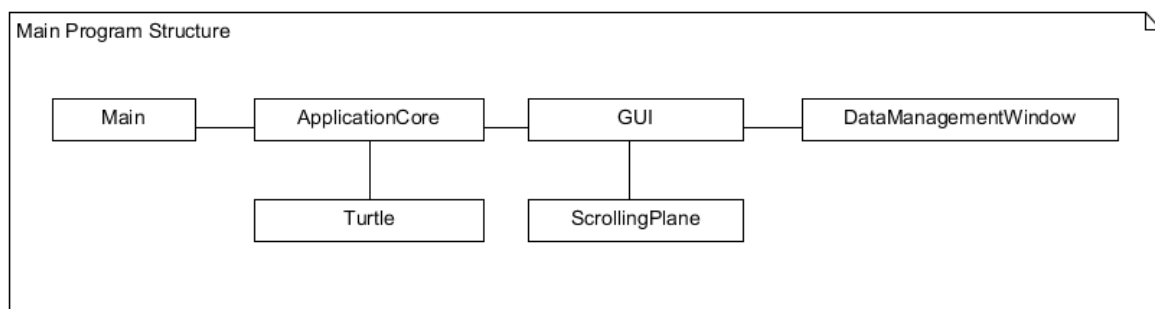 Main Program Structure
Main
ApplicationCore
GUI
DataManagementWindow
Turtle
ScrollingPlane